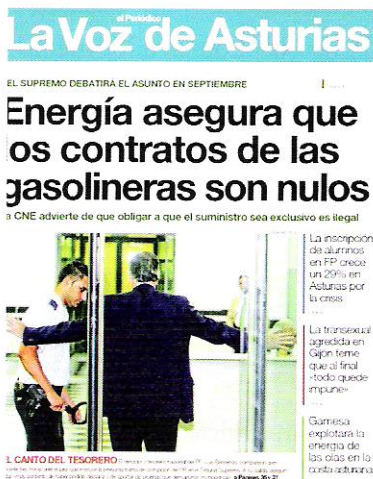 el Periódico
La Voz de Asturias
EL SUPREMO DEBATIRA EL ASUNTO EN SEPTIEMBRE
Energía asegura que
os contratos de las
gasolineras son nulos
a CNE advierte de que obligar a que el suministro sea exclusivo es ilegal
La inscripción
de alumnos
en FP crece
un 29% en
Asturias por
la crisis
La transexual
agredida en
Gijón teme
que al final
«todo quede
impune»
Gamesa
explotará la
energía de
las olas en la
costa asturiana
L CANTO DEL TESORERO